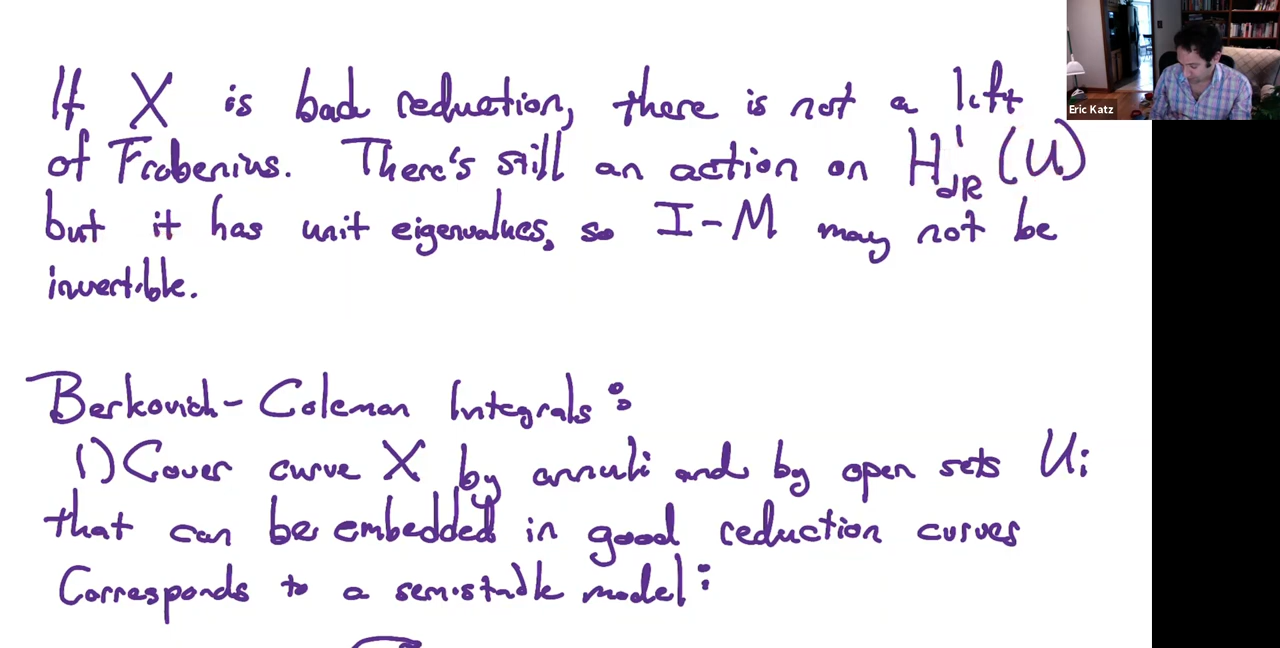 If X is bad reduction, there is not a lift
of Frobenius. There's still an action on H¹_dR (U)
but it has unit eigenvalues, so I-M may not be
invertible.
Berkovich-Coleman Integrals:
1) Cover curve X by annuli and by open sets Uᵢ
that can be embedded in good reduction curves
Corresponds to a semistable model:
Eric Katz